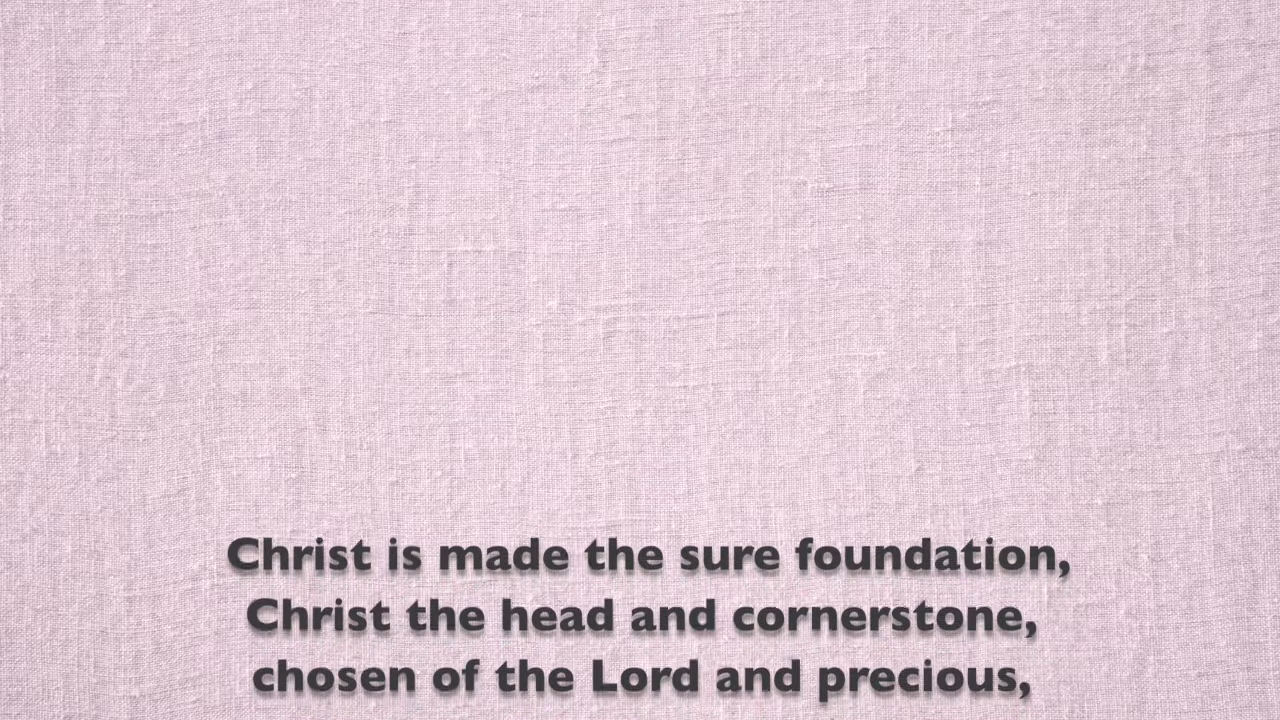 Christ is made the sure foundation,
Christ the head and cornerstone,
chosen of the Lord and precious,